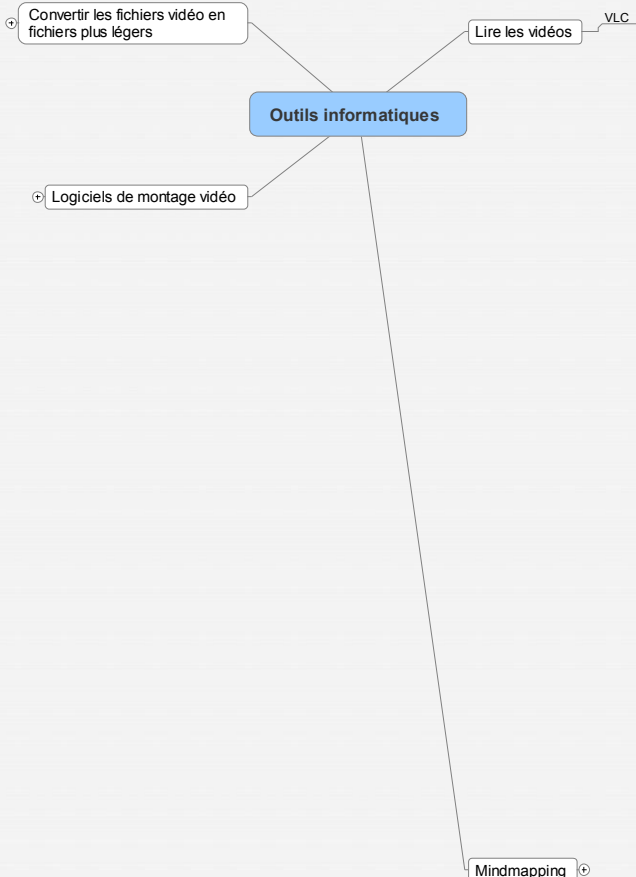 Convertir les fichiers vidéo en
fichiers plus légers
Lire les vidéos
VLC
Outils informatiques
Logiciels de montage vidéo
Mindmapping